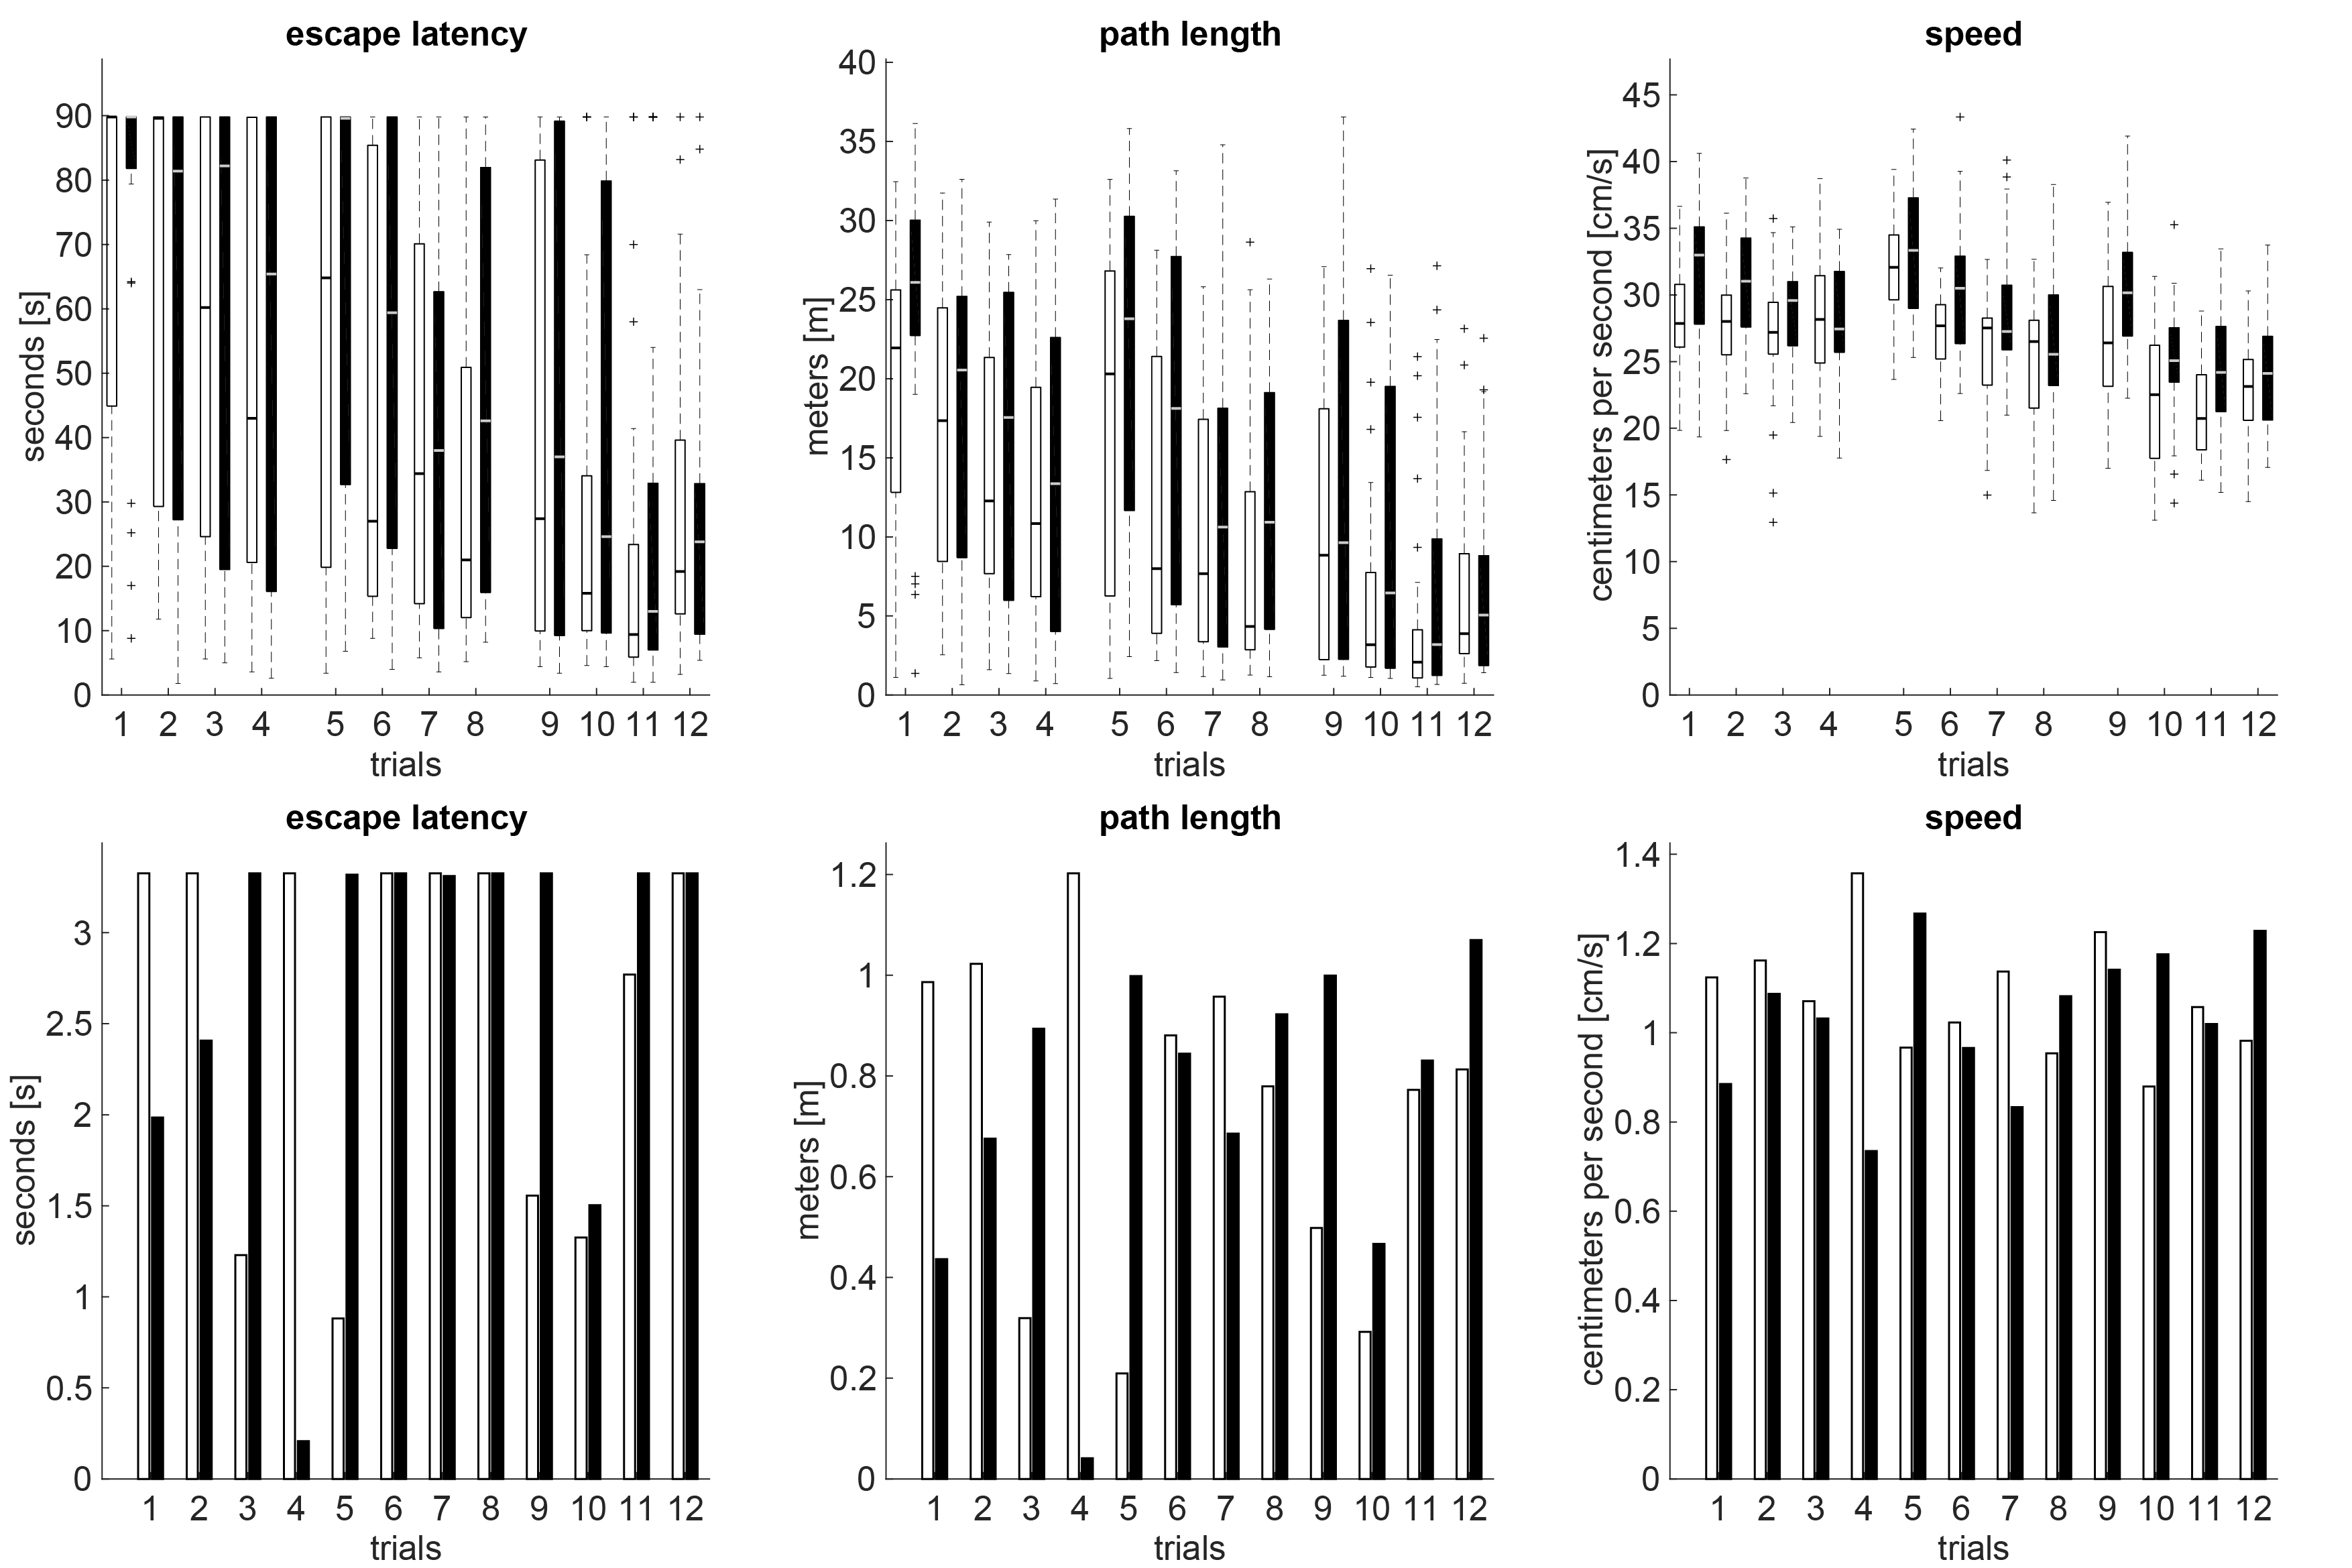 escape latency
seconds [s]
90
80
70
60
50
40
30
20
10
0
1 2 3 4 5 6 7 8 9 10 11 12
trials
path length
meters [m]
40
35
30
25
20
15
10
5
0
1 2 3 4 5 6 7 8 9 10 11 12
trials
speed
centimeters per second [cm/s]
45
40
35
30
25
20
15
10
5
0
1 2 3 4 5 6 7 8 9 10 11 12
trials
escape latency
seconds [s]
3
2.5
2
1.5
1
0.5
0
1 2 3 4 5 6 7 8 9 10 11 12
trials
path length
meters [m]
1.2
1
0.8
0.6
0.4
0.2
0
1 2 3 4 5 6 7 8 9 10 11 12
trials
speed
centimeters per second [cm/s]
1.4
1.2
1
0.8
0.6
0.4
0.2
0
1 2 3 4 5 6 7 8 9 10 11 12
trials